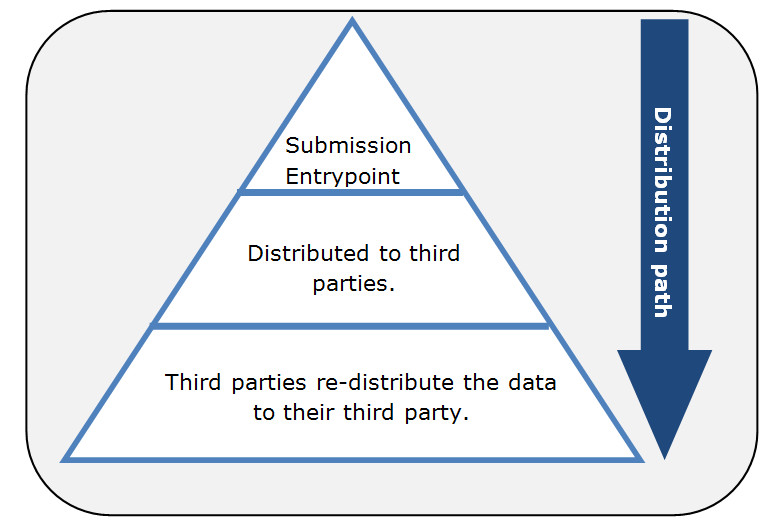 Submission
Entrypoint
Distributed to third
parties.
Third parties re-distribute the data
to their third party.
Distribution path